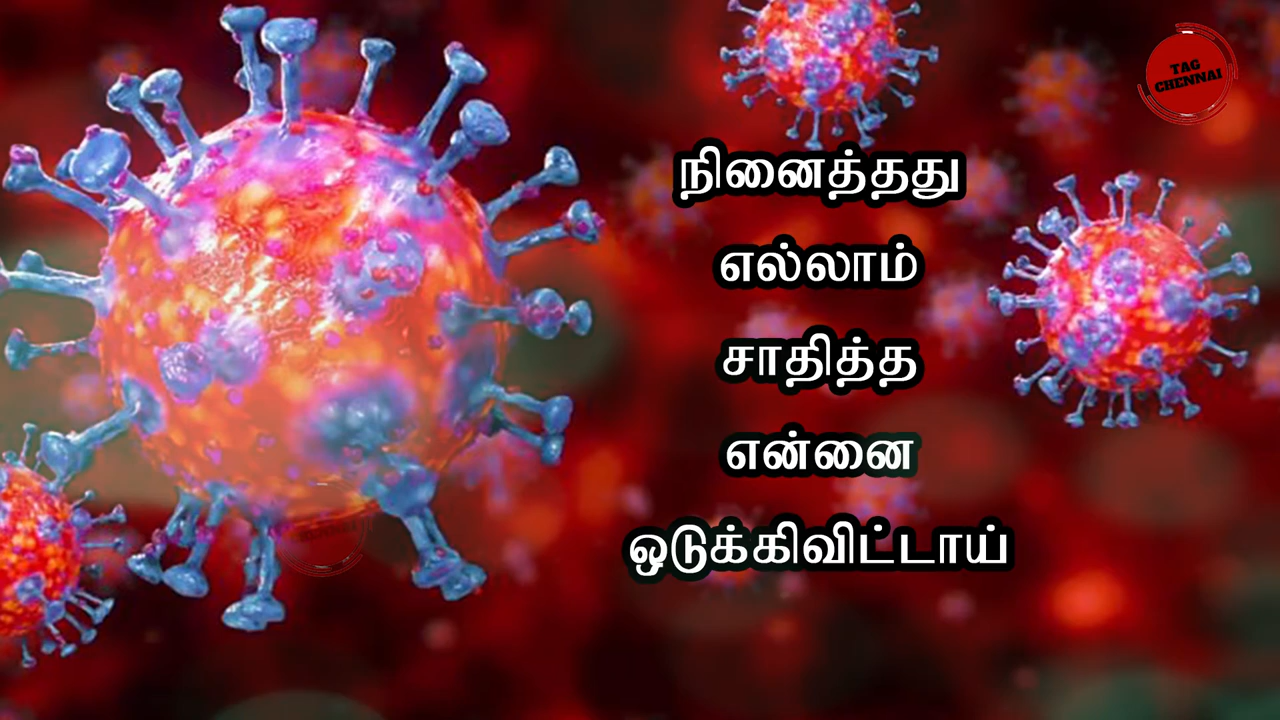 TAG
CHENNAI
நினைத்தது
எல்லாம்
சாதித்த
என்னை
ஒடுக்கிவிட்டாய்